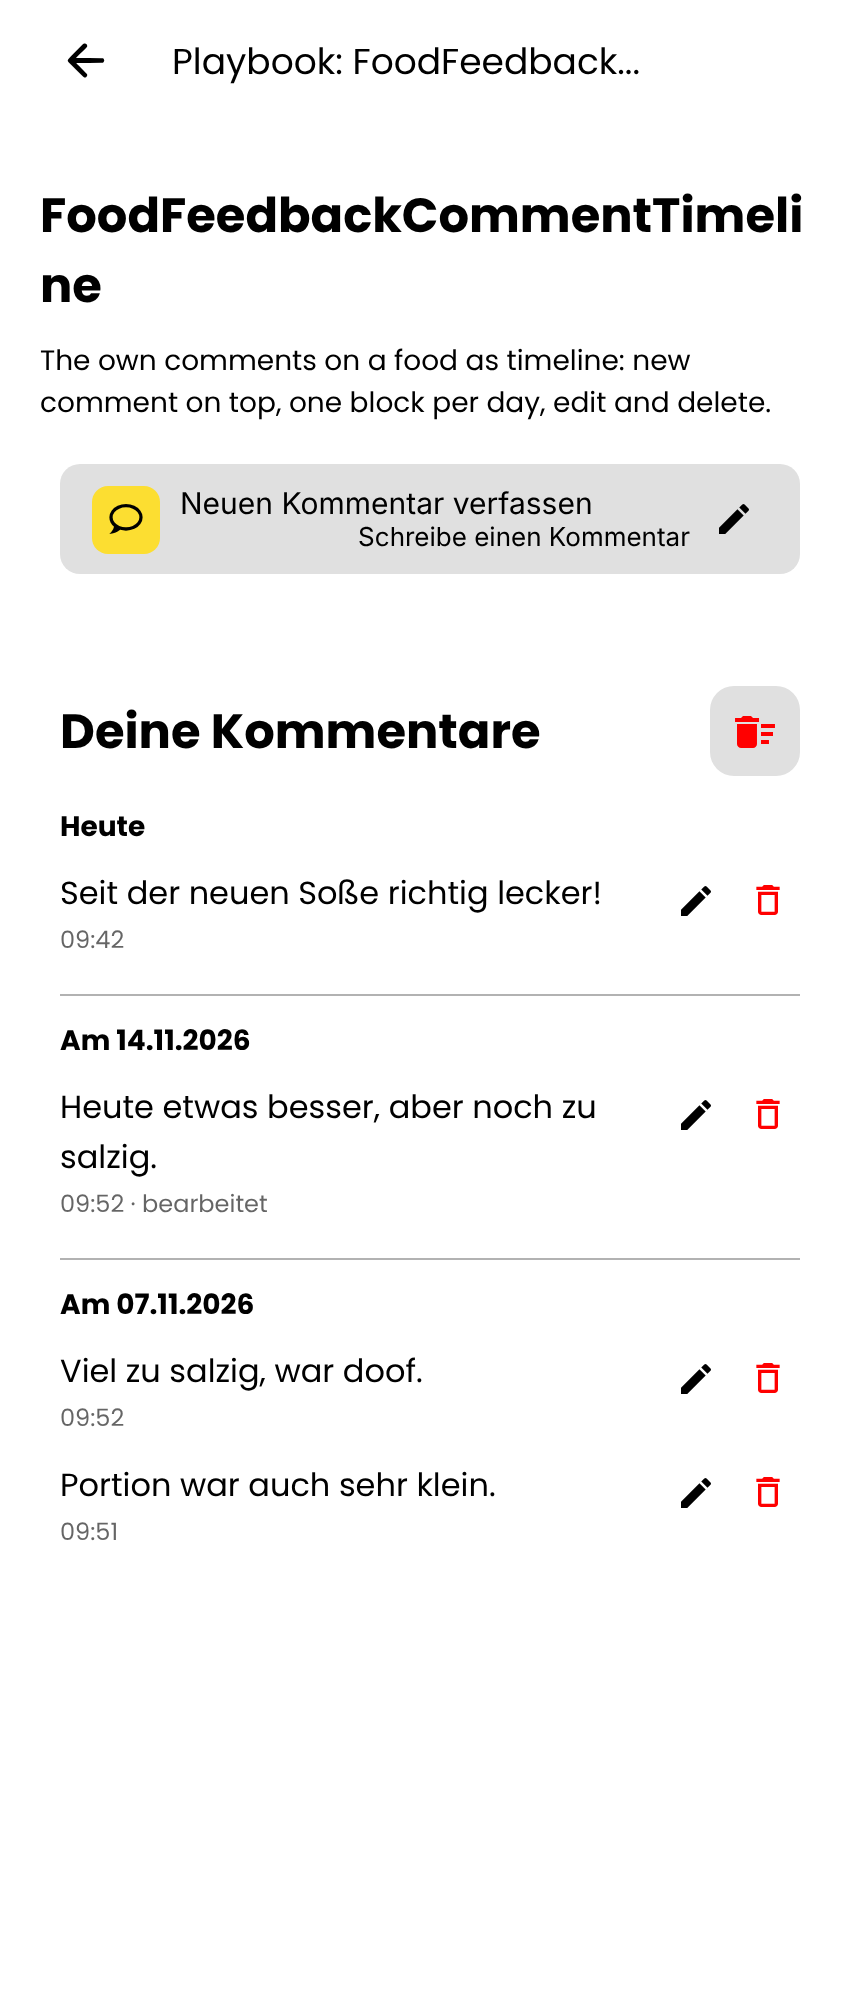 Playbook: FoodFeedback...
FoodFeedbackCommentTimeli
ne
The own comments on a food as timeline: new
comment on top, one block per day, edit and delete.
Neuen Kommentar verfassen
Schreibe einen Kommentar
Deine Kommentare
Heute
Seit der neuen Soße richtig lecker!
09:42
Am 14.11.2026
Heute etwas besser, aber noch zu
salzig.
09:52 · bearbeitet
Am 07.11.2026
Viel zu salzig, war doof.
09:52
Portion war auch sehr klein.
09:51